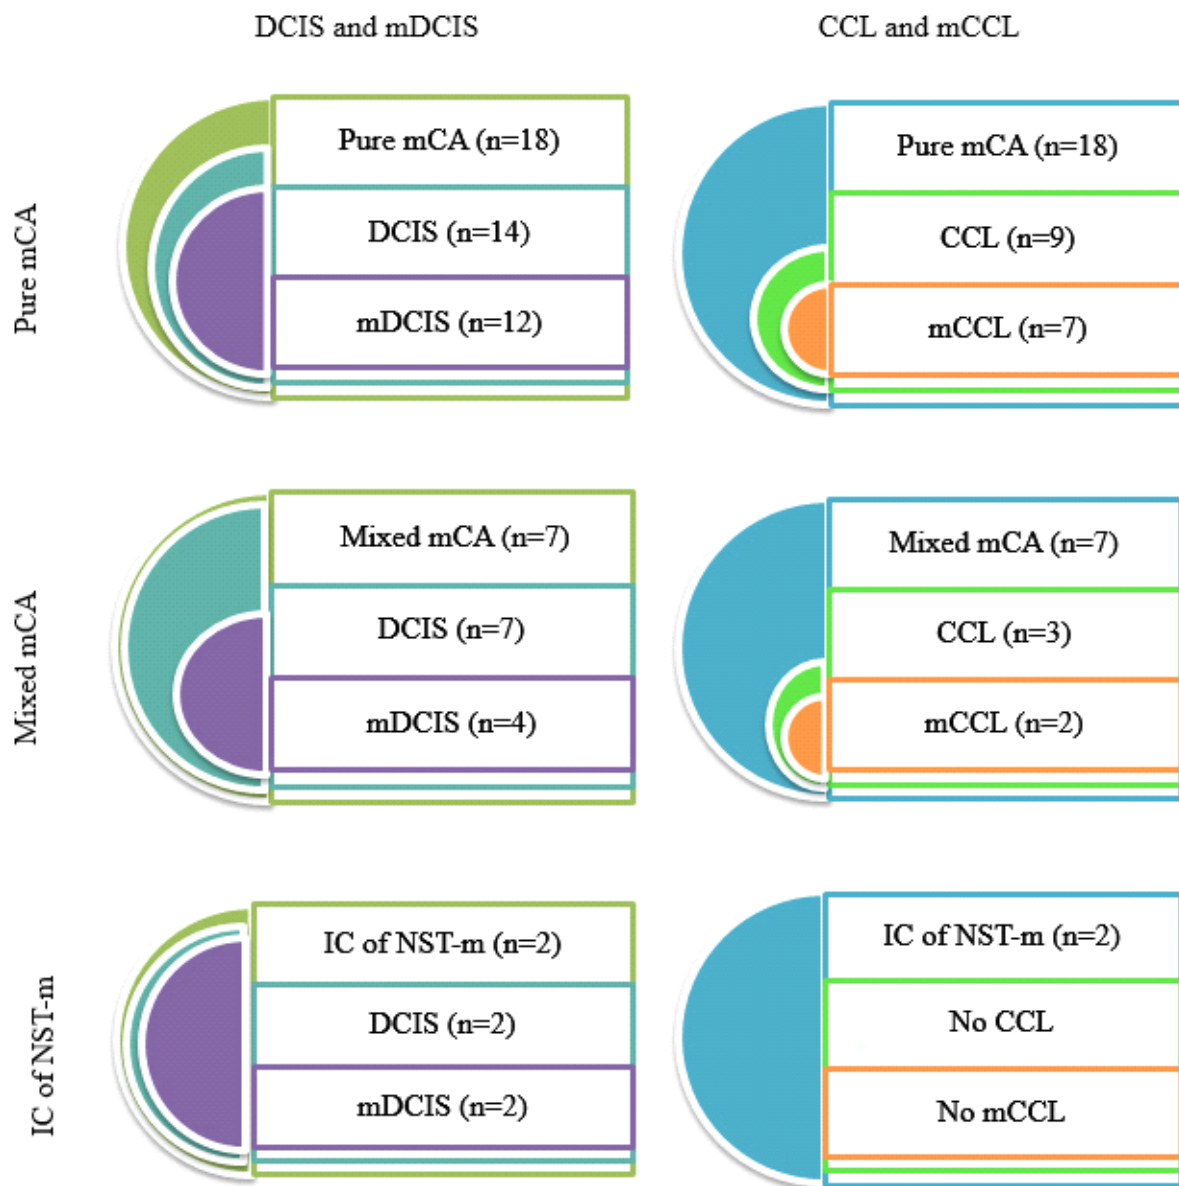 DCIS and mDCIS
CCL and mCCL
Pure mCA
Pure mCA (n=18)
DCIS (n=14)
mDCIS (n=12)
Pure mCA (n=18)
CCL (n=9)
mCCL (n=7)
Mixed mCA
Mixed mCA (n=7)
DCIS (n=7)
mDCIS (n=4)
Mixed mCA (n=7)
CCL (n=3)
mCCL (n=2)
IC of NST-m
IC of NST-m (n=2)
DCIS (n=2)
mDCIS (n=2)
IC of NST-m (n=2)
No CCL
No mCCL